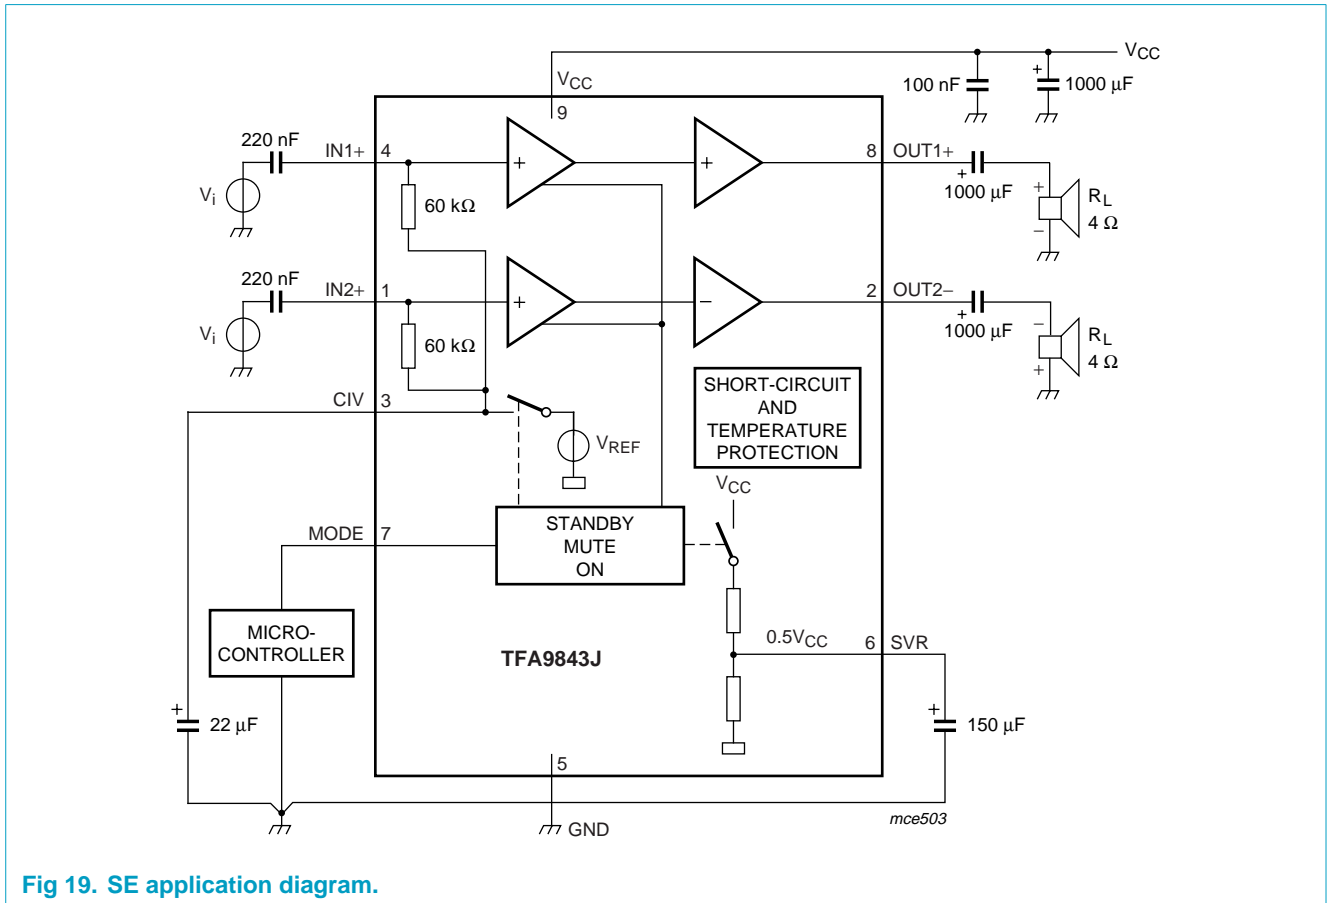 VCC
VCC
100 nF
+
1000 μF
9
220 nF
IN1+
4
+
+
8
OUT1+
+
1000 μF
Vi
60 kΩ
+
−
RL
4 Ω
220 nF
IN2+
1
+
−
2
OUT2−
+
1000 μF
Vi
60 kΩ
−
+
RL
4 Ω
SHORT-CIRCUIT
AND
TEMPERATURE
PROTECTION
CIV
3
VREF
VCC
MODE
7
STANDBY
MUTE
ON
MICRO-
CONTROLLER
TFA9843J
0.5VCC
6
SVR
+
22 μF
+
150 μF
5
GND
mce503
Fig 19. SE application diagram.